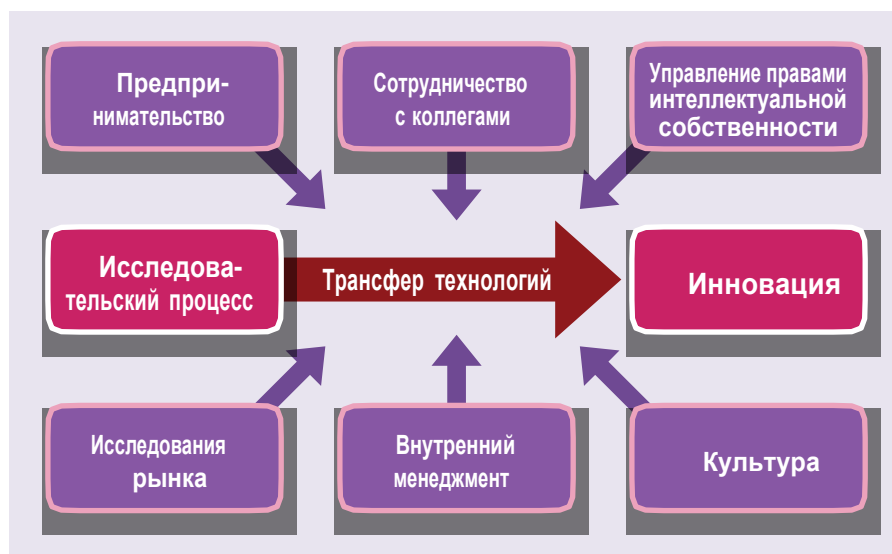 Предпри-
нимательство
Сотрудничество
с коллегами
Управление правами
интеллектуальной
собственности
Исследова-
тельский процесс
Трансфер технологий
Инновация
Исследования
рынка
Внутренний
менеджмент
Культура